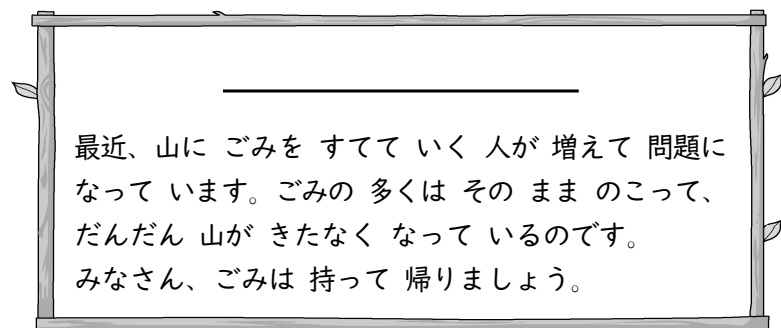 最近、山に ごみを すてて いく 人が 増えて 問題に
なって います。ごみの 多くは その まま のこって、
だんだん 山が きたなく なって いるのです。
みなさん、ごみは 持って 帰りましょう。